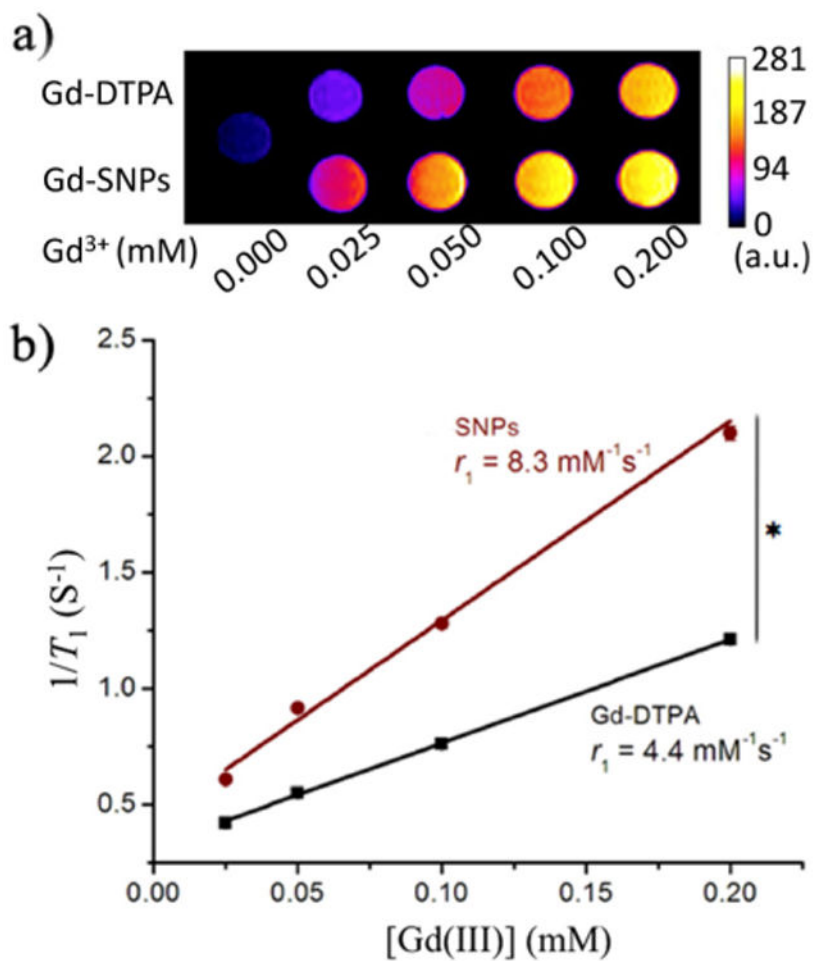 a)
281
Gd-DTPA
187
94
Gd-SNPs
0
Gd³⁺ (mM)
0.000
0.025
0.050
0.100
0.200
(a.u.)
b)
2.5
SNPs
r₁ = 8.3 mM⁻¹s⁻¹
2.0
*
1.5
1/T₁ (S⁻¹)
1.0
Gd-DTPA
r₁ = 4.4 mM⁻¹s⁻¹
0.5
0.00
0.05
0.10
0.15
0.20
[Gd(III)] (mM)